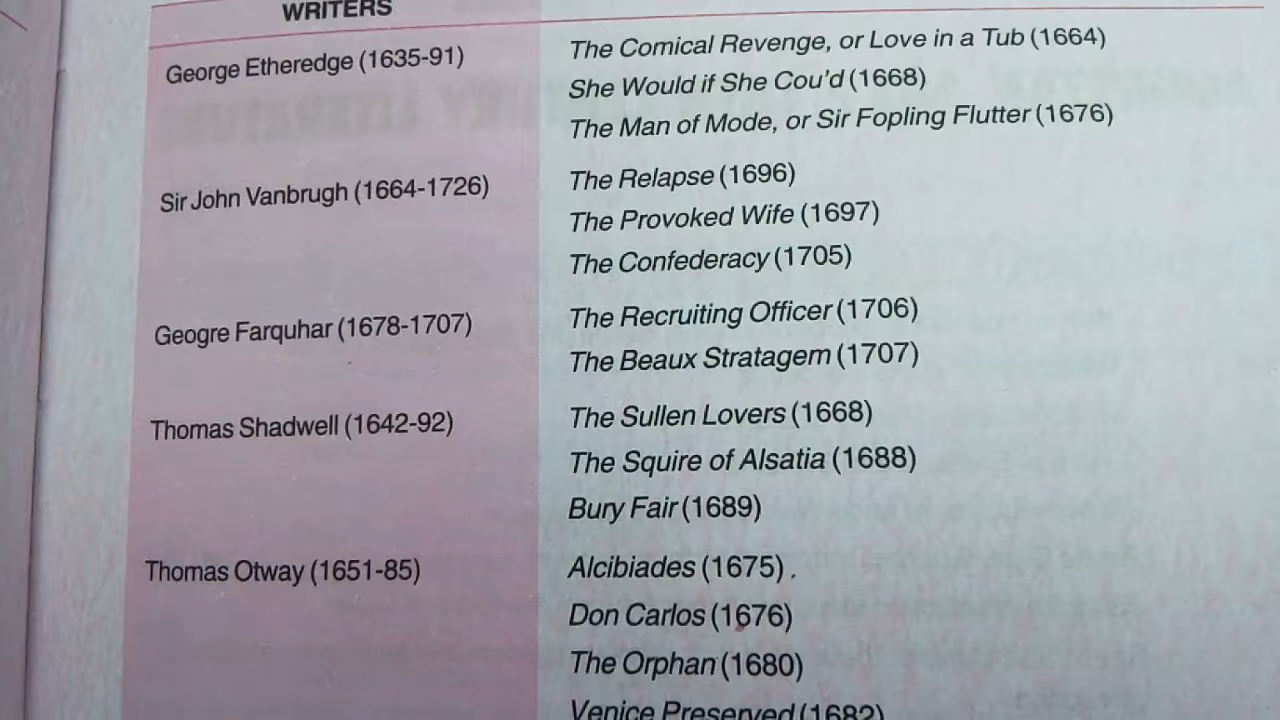 WRITERS
George Etheredge (1635-91)
The Comical Revenge, or Love in a Tub (1664)
She Would if She Cou'd (1668)
The Man of Mode, or Sir Fopling Flutter (1676)
Sir John Vanbrugh (1664-1726)
The Relapse (1696)
The Provoked Wife (1697)
The Confederacy (1705)
Geogre Farquhar (1678-1707)
The Recruiting Officer (1706)
The Beaux Stratagem (1707)
Thomas Shadwell (1642-92)
The Sullen Lovers (1668)
The Squire of Alsatia (1688)
Bury Fair (1689)
Thomas Otway (1651-85)
Alcibiades (1675) .
Don Carlos (1676)
The Orphan (1680)
Venice Preserved (1682)